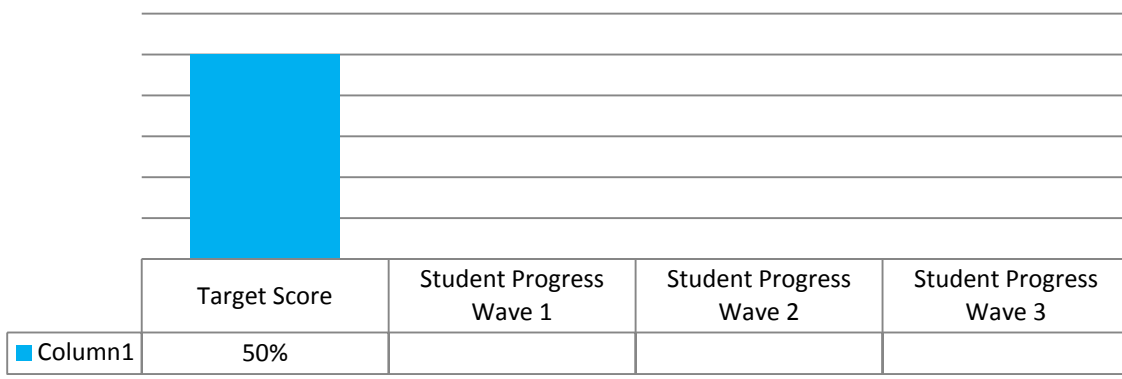 Target Score
Student Progress
Wave 1
Student Progress
Wave 2
Student Progress
Wave 3
Column1
50%